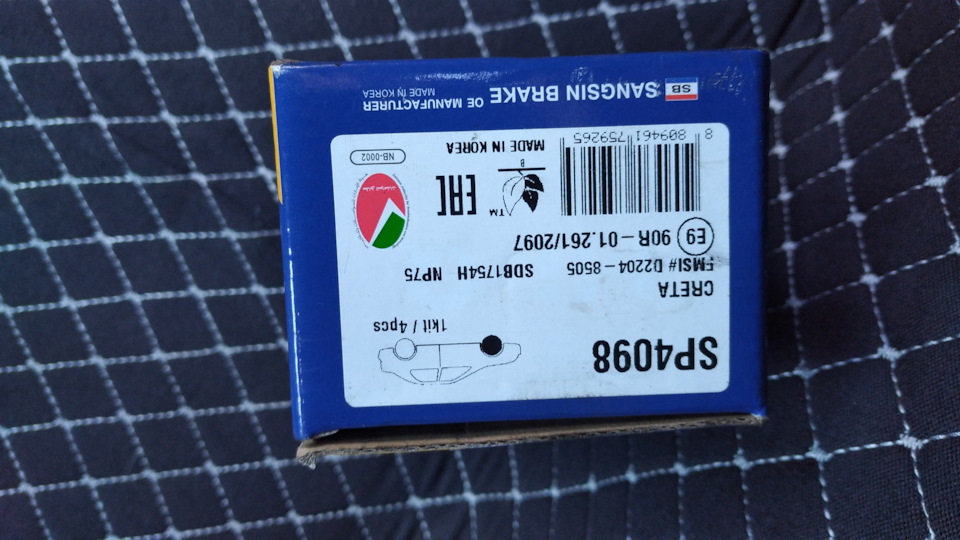 SP4098
1kit / 4pcs
CRETA
FMSI# D2204–8505 SDB1754H NP75
E9 90R–01.261/2097
EAC
TM
B
8 809461 759265
MADE IN KOREA
NB-0002
SB SANGSIN BRAKE OE MANUFACTURER
MADE IN KOREA